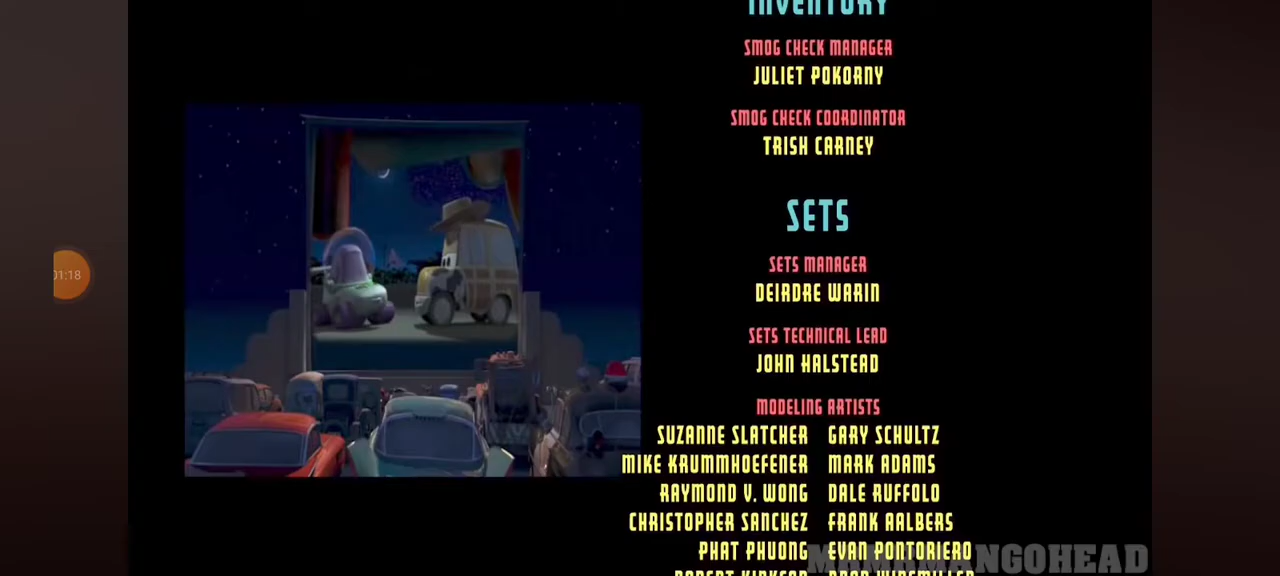 INVENTORY
SMOG CHECK MANAGER
JULIET POKORNY
SMOG CHECK COORDINATOR
TRISH CARNEY
SETS
SETS MANAGER
DEIRDRE WARIN
SETS TECHNICAL LEAD
JOHN HALSTEAD
MODELING ARTISTS
SUZANNE SLATCHER GARY SCHULTZ
MIKE KRUMMHOEFENER MARK ADAMS
RAYMOND V. WONG DALE RUFFOLO
CHRISTOPHER SANCHEZ FRANK AALBERS
PHAT PHUONG EVAN PONTORIERO
MRMRMANGOHEAD
01:18